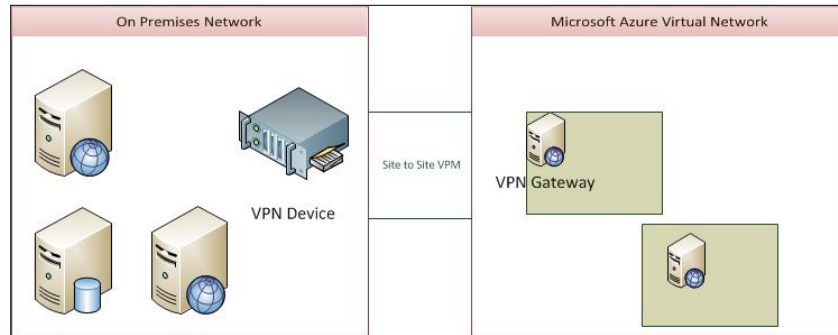 On Premises Network
Microsoft Azure Virtual Network
Site to Site VPM
VPN Gateway
VPN Device